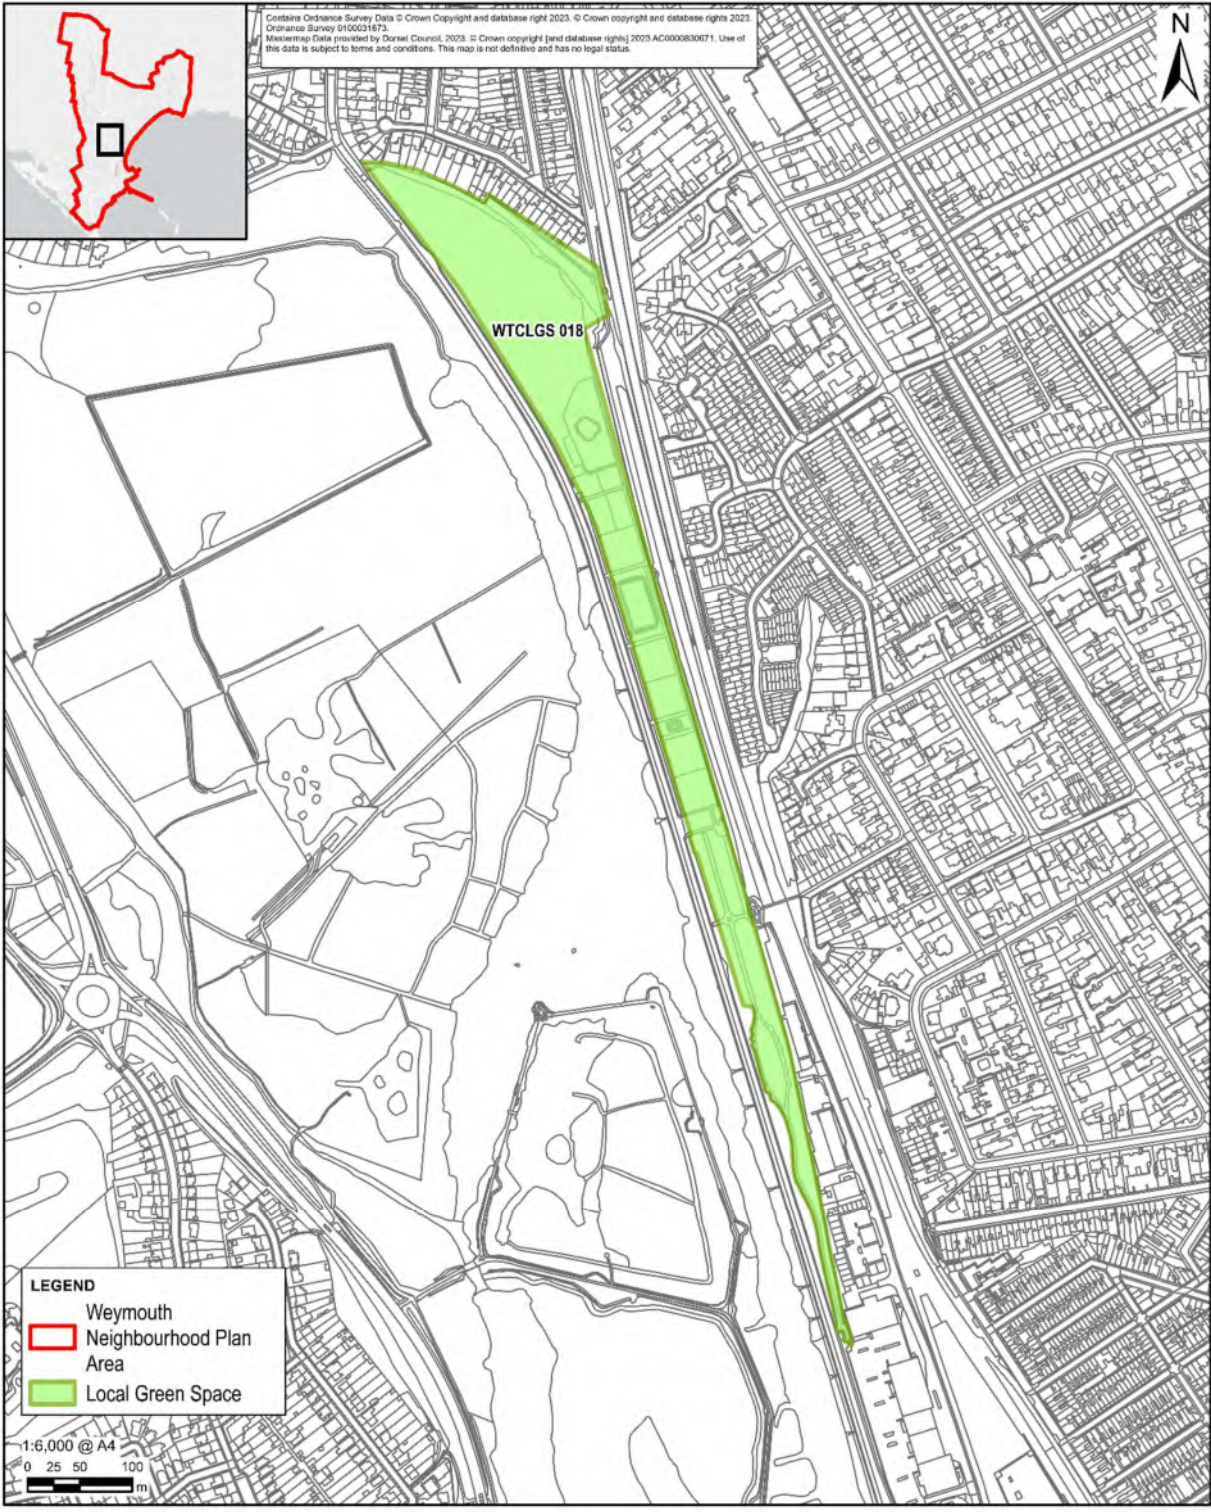 Contains Ordnance Survey Data © Crown Copyright and database right 2023. © Crown copyright and database rights 2023.
Ordnance Survey 0100031673.
Mastermap Data provided by Dorset Council, 2023. © Crown copyright [and database rights] 2023 AC0000830671. Use of
this data is subject to terms and conditions. This map is not definitive and has no legal status.
N
WTCLGS 018
LEGEND
Weymouth
Neighbourhood Plan
Area
Local Green Space
1:6,000 @ A4
0 25 50 100
m